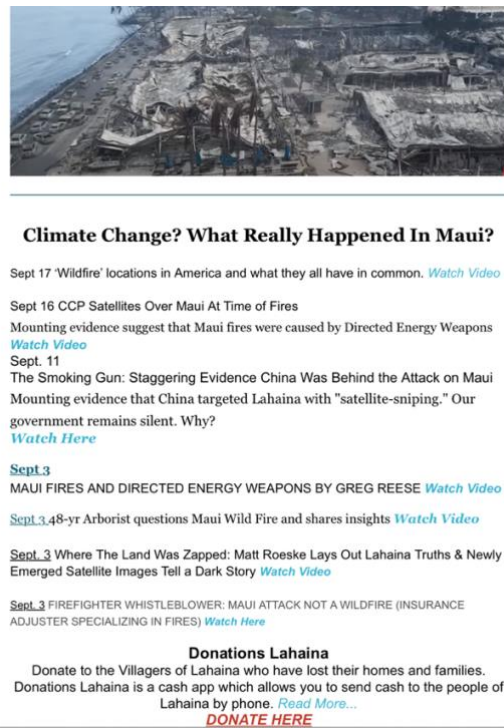 Climate Change? What Really Happened In Maui?
Sept 17 ‘Wildfire’ locations in America and what they all have in common. Watch Video
Sept 16 CCP Satellites Over Maui At Time of Fires
Mounting evidence suggest that Maui fires were caused by Directed Energy Weapons
Watch Video
Sept. 11
The Smoking Gun: Staggering Evidence China Was Behind the Attack on Maui
Mounting evidence that China targeted Lahaina with "satellite-sniping." Our
government remains silent. Why?
Watch Here
Sept 3
MAUI FIRES AND DIRECTED ENERGY WEAPONS BY GREG REESE Watch Video
Sept 3 48-yr Arborist questions Maui Wild Fire and shares insights Watch Video
Sept. 3 Where The Land Was Zapped: Matt Roeske Lays Out Lahaina Truths & Newly
Emerged Satellite Images Tell a Dark Story Watch Video
Sept. 3 FIREFIGHTER WHISTLEBLOWER: MAUI ATTACK NOT A WILDFIRE (INSURANCE
ADJUSTER SPECIALIZING IN FIRES) Watch Here
Donations Lahaina
Donate to the Villagers of Lahaina who have lost their homes and families.
Donations Lahaina is a cash app which allows you to send cash to the people of
Lahaina by phone. Read More...
DONATE HERE